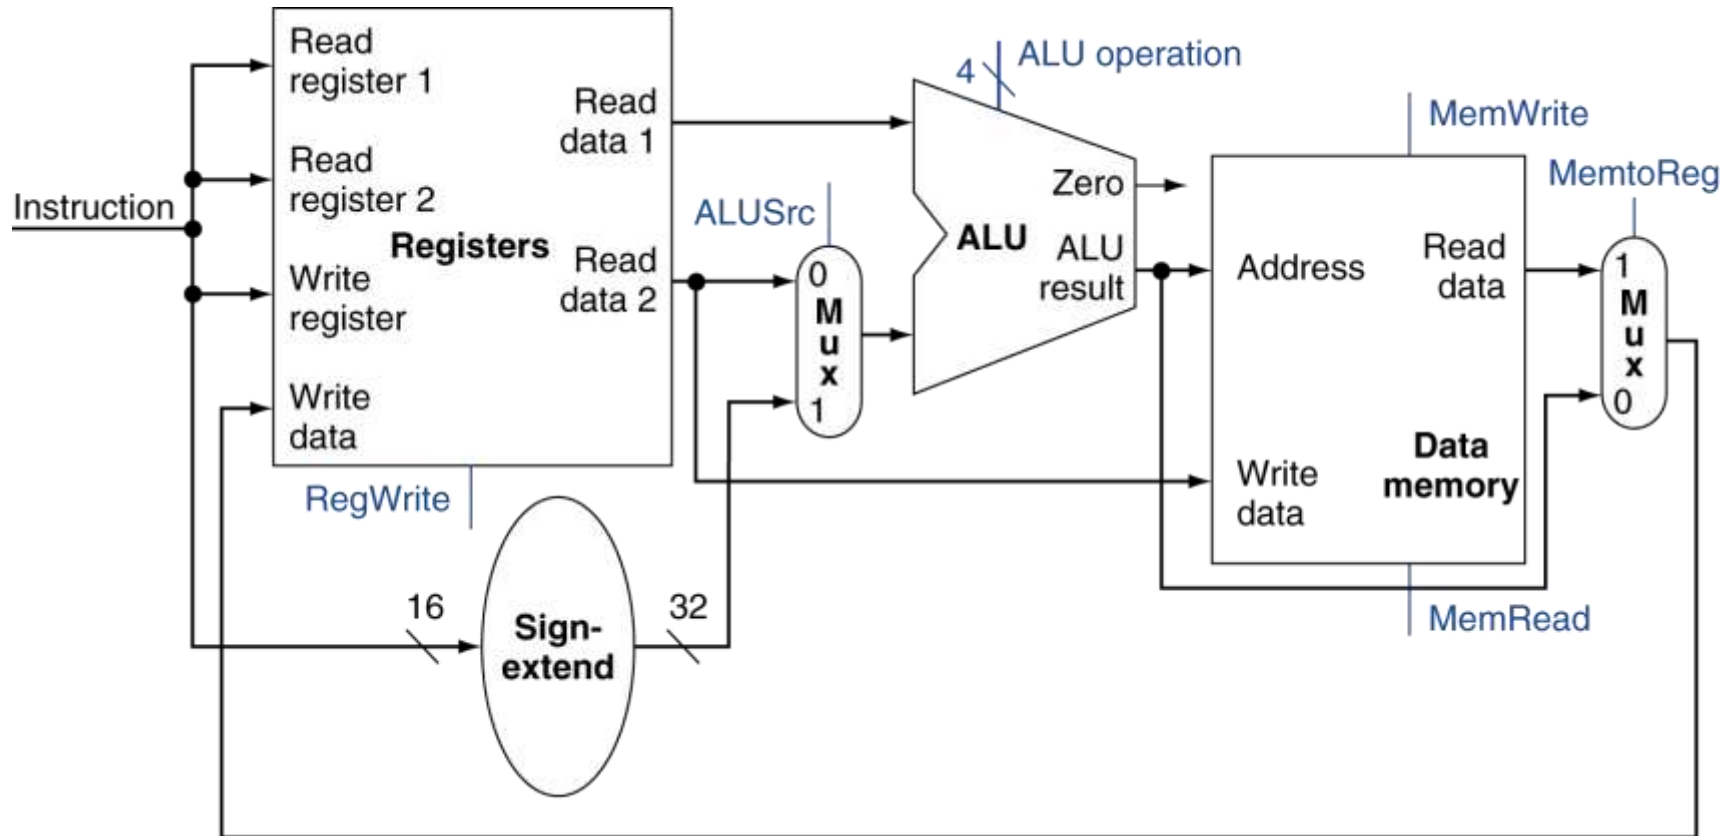 Instruction
Read
register 1
Read
register 2
Registers
Write
register
Write
data
Read
data 1
Read
data 2
RegWrite
16
Sign-
extend
32
ALUSrc
0
M
u
x
1
4
ALU operation
ALU
Zero
ALU
result
MemWrite
Address
Read
data
Write
data
Data
memory
MemRead
MemtoReg
1
M
u
x
0